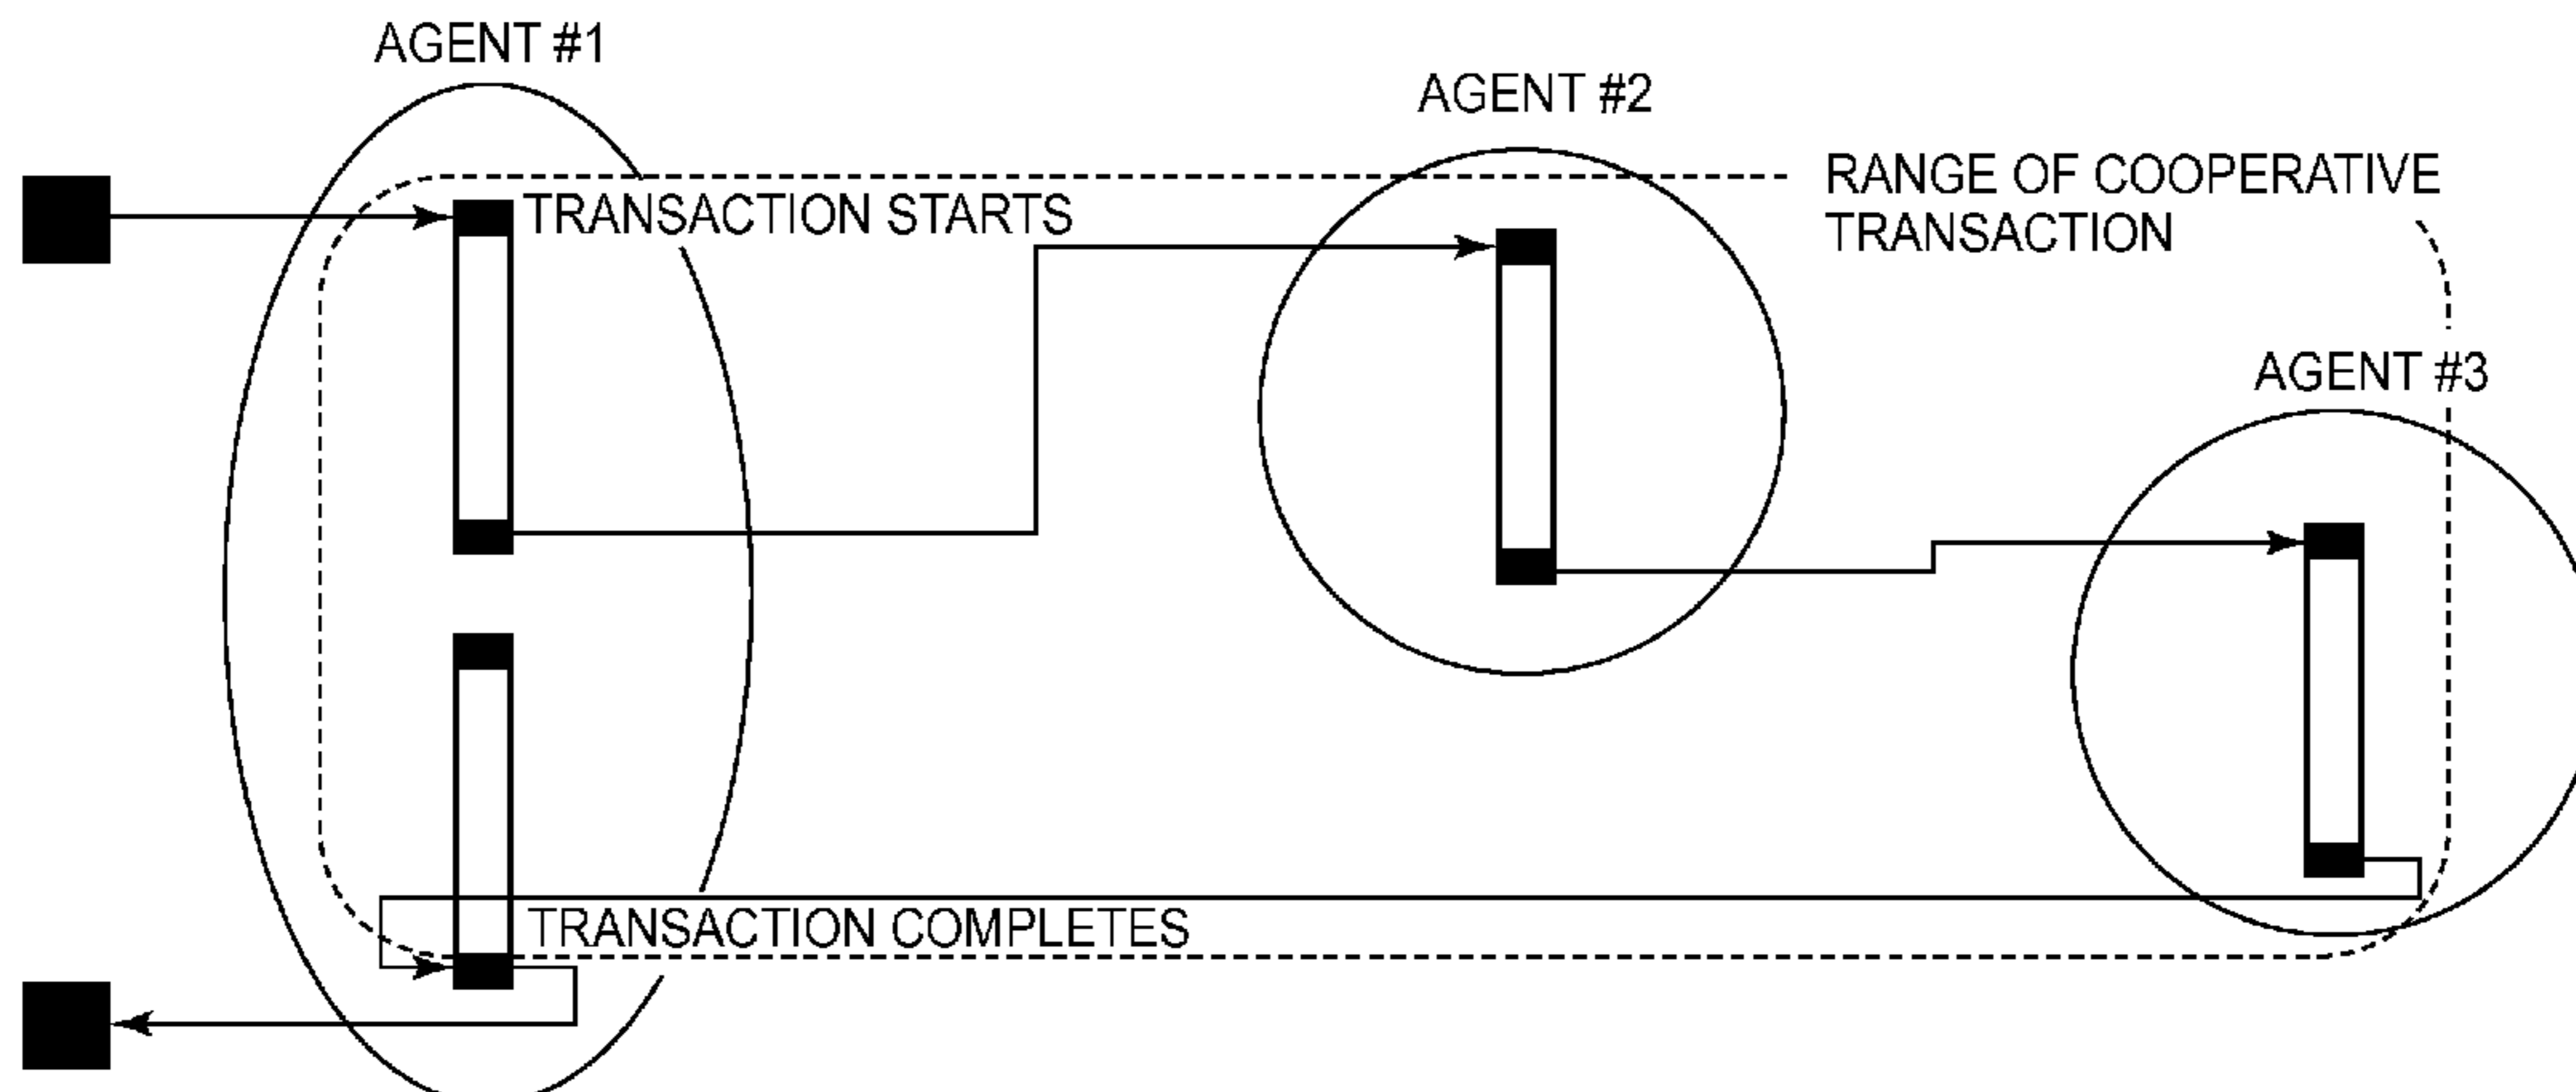 AGENT #1
AGENT #2
RANGE OF COOPERATIVE
TRANSACTION
TRANSACTION STARTS
AGENT #3
TRANSACTION COMPLETES